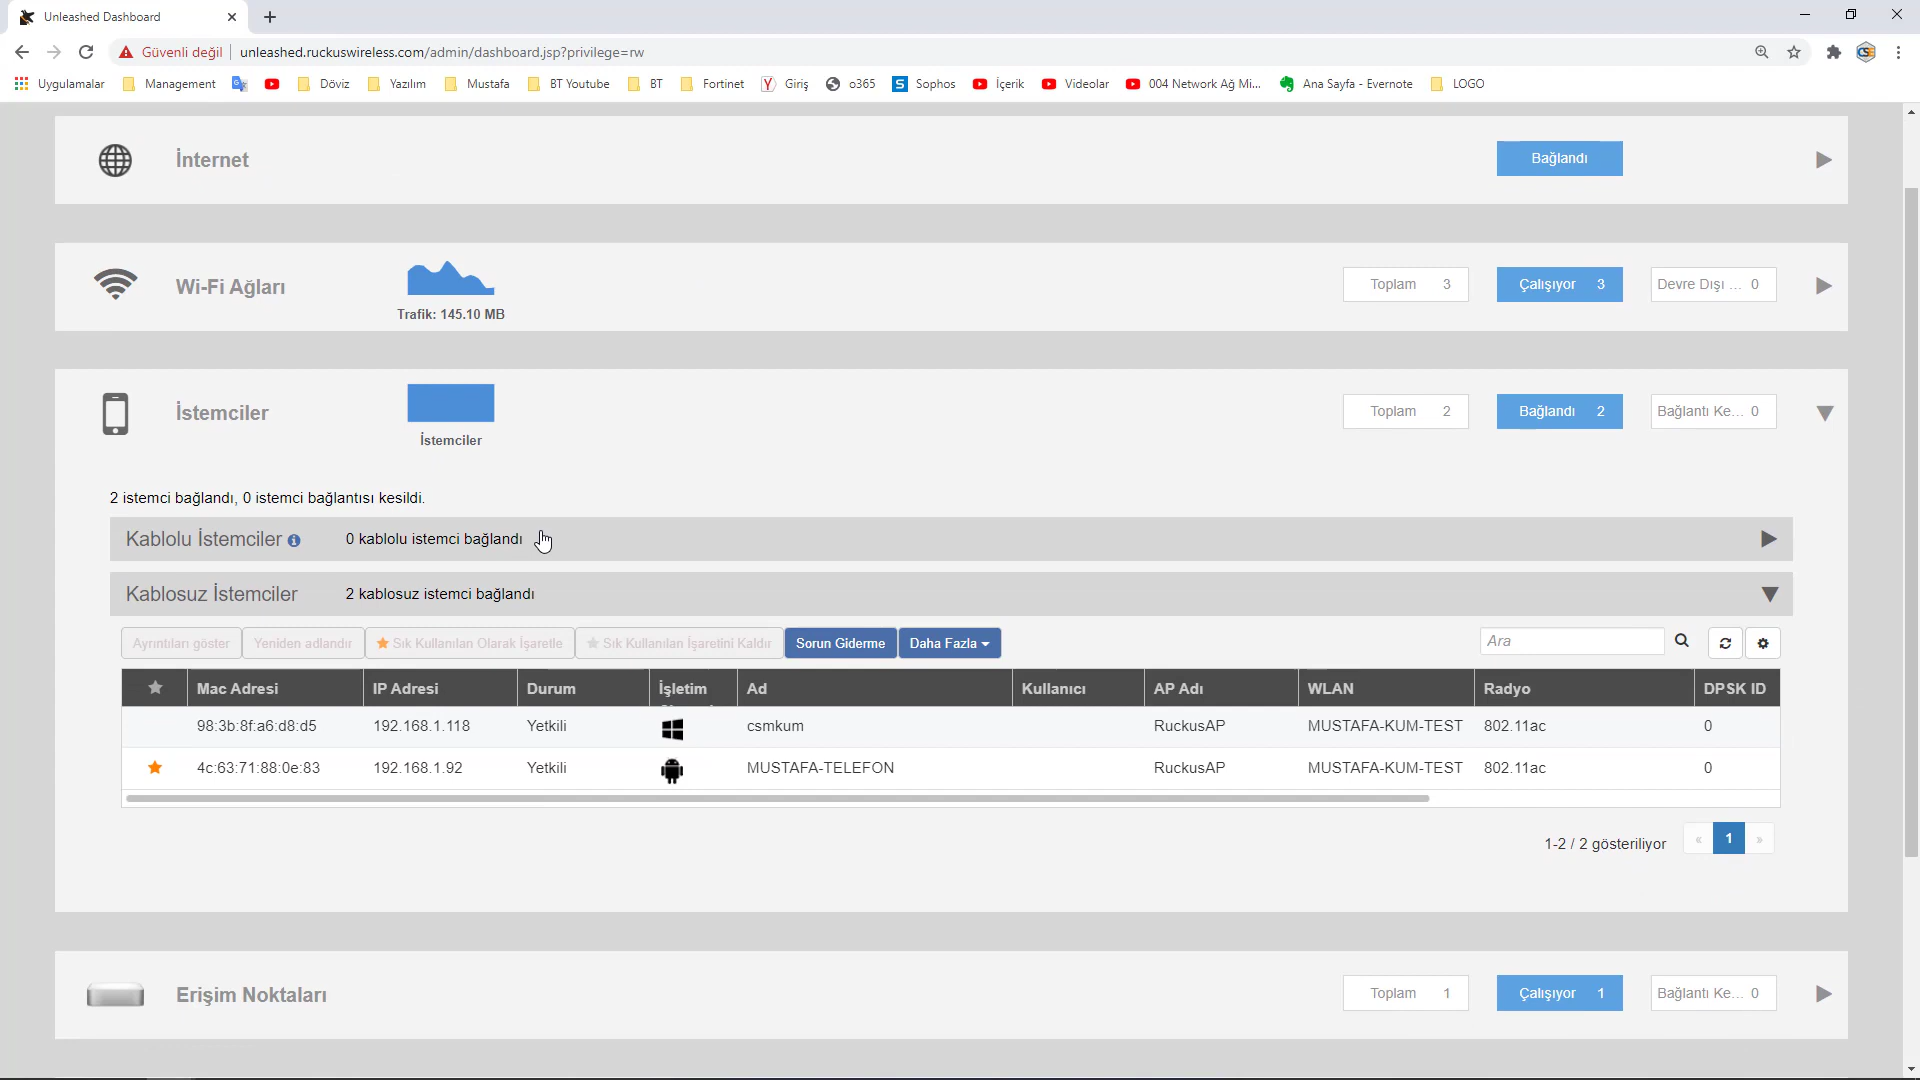 Unleashed Dashboard
Güvenli değil unleashed.ruckuswireless.com/admin/dashboard.jsp?privilege=rw
Uygulamalar Management Döviz Yazılım Mustafa BT Youtube BT Fortinet Giriş o365 Sophos İçerik Videolar 004 Network Ağ Mi... Ana Sayfa - Evernote LOGO
İnternet Bağlandı
Wi-Fi Ağları Toplam 3 Çalışıyor 3 Devre Dışı ... 0
Trafik: 145.10 MB
İstemciler Toplam 2 Bağlandı 2 Bağlantı Ke... 0
İstemciler
2 istemci bağlandı, 0 istemci bağlantısı kesildi.
Kablolu İstemciler 0 kablolu istemci bağlandı
Kablosuz İstemciler 2 kablosuz istemci bağlandı
Ayrıntıları göster Yeniden adlandır Sık Kullanılan Olarak İşaretle Sık Kullanılan İşaretini Kaldır Sorun Giderme Daha Fazla Ara
Mac Adresi IP Adresi Durum İşletim Ad Kullanıcı AP Adı WLAN Radyo DPSK ID
98:3b:8f:a6:d8:d5 192.168.1.118 Yetkili csmkum RuckusAP MUSTAFA-KUM-TEST 802.11ac 0
4c:63:71:88:0e:83 192.168.1.92 Yetkili MUSTAFA-TELEFON RuckusAP MUSTAFA-KUM-TEST 802.11ac 0
1-2 / 2 gösteriliyor « 1 »
Erişim Noktaları Toplam 1 Çalışıyor 1 Bağlantı Ke... 0